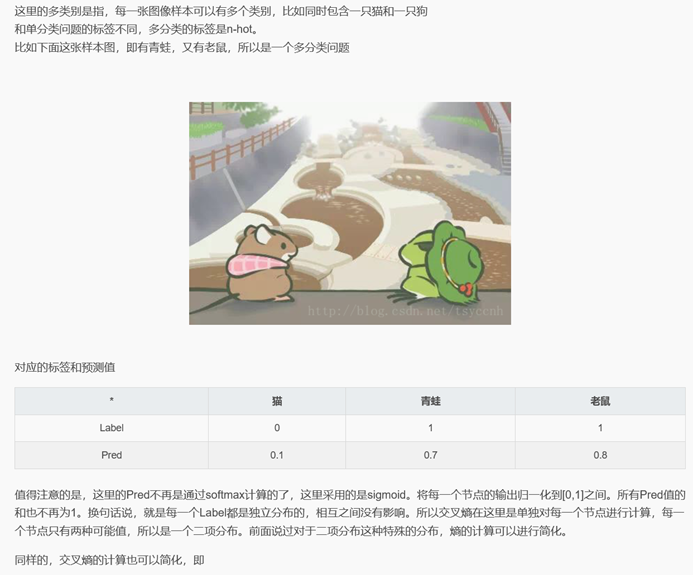 这里的多类别是指，每一张图像样本可以有多个类别，比如同时包含一只猫和一只狗
和单分类问题的标签不同，多分类的标签是n-hot。
比如下面这张样本图，即有青蛙，又有老鼠，所以是一个多分类问题
http://blog.csdn.net/tsyccnh
对应的标签和预测值
* 猫 青蛙 老鼠
Label 0 1 1
Pred 0.1 0.7 0.8
值得注意的是，这里的Pred不再是通过softmax计算的了，这里采用的是sigmoid。将每一个节点的输出归一化到[0,1]之间。所有Pred值的
和也不再为1。换句话说，就是每一个Label都是独立分布的，相互之间没有影响。所以交叉熵在这里是单独对每一个节点进行计算，每一
个节点只有两种可能值，所以是一个二项分布。前面说过对于二项分布这种特殊的分布，熵的计算可以进行简化。
同样的，交叉熵的计算也可以简化，即